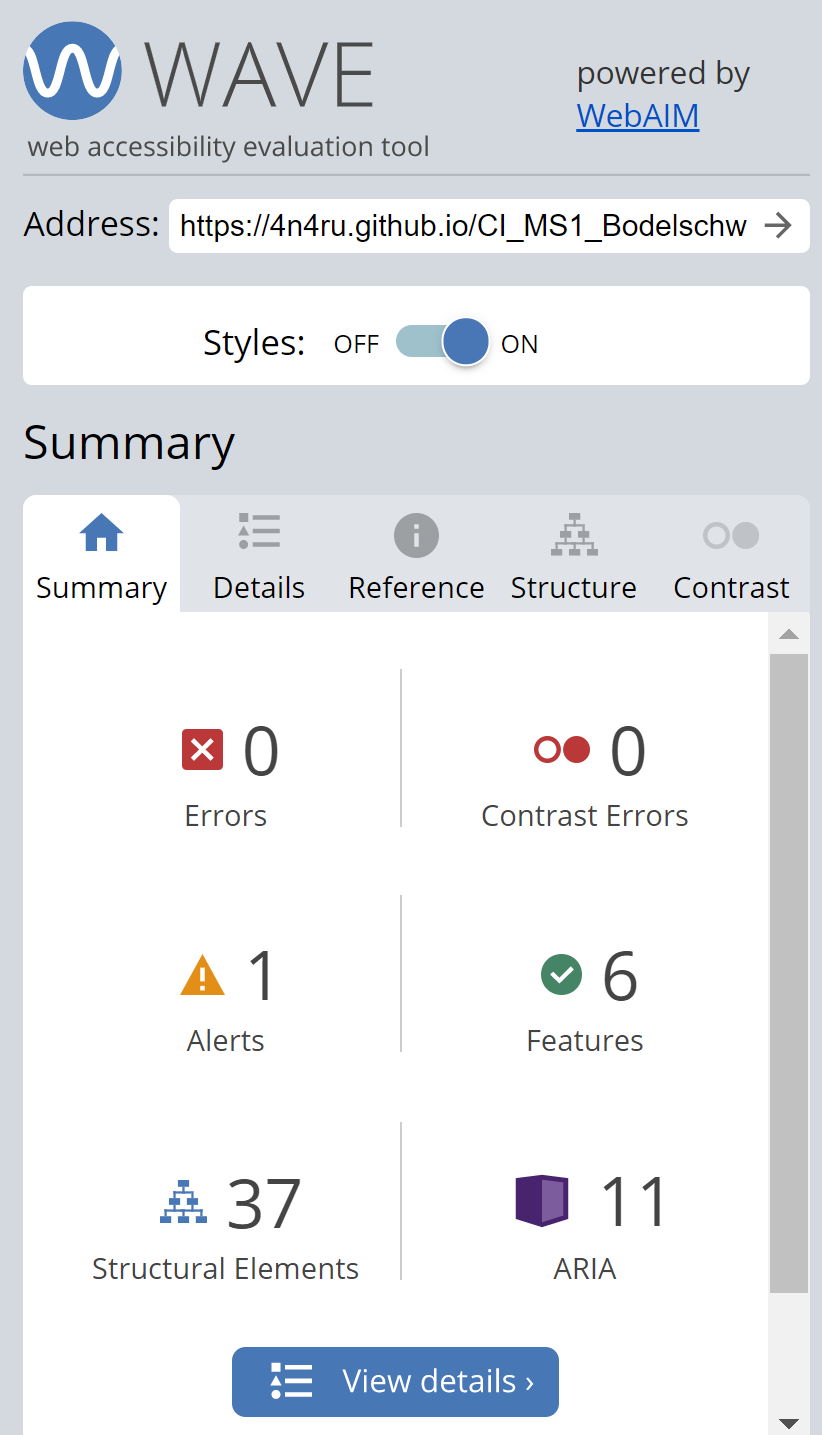 WAVE
web accessibility evaluation tool
powered by
WebAIM
Address: https://4n4ru.github.io/CI_MS1_Bodelschw
Styles: OFF ON
Summary
Summary Details Reference Structure Contrast
0
Errors
0
Contrast Errors
1
Alerts
6
Features
37
Structural Elements
11
ARIA
View details ›